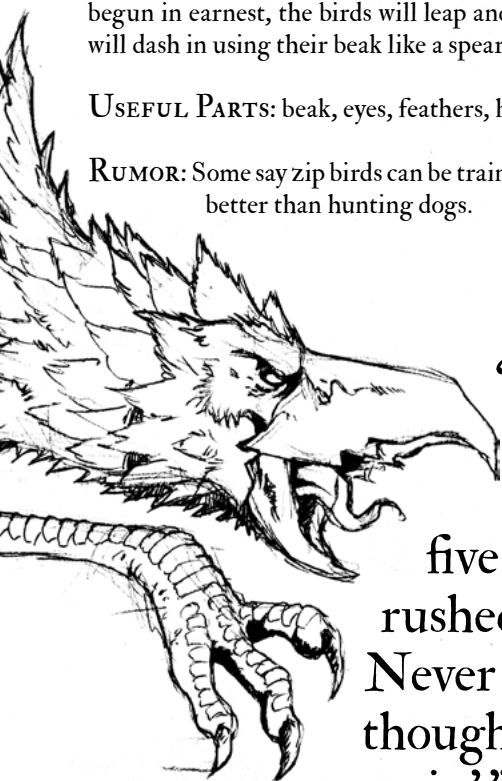 begun in earnest, the birds will leap and
will dash in using their beak like a spear
Useful Parts: beak, eyes, feathers, h
Rumor: Some say zip birds can be train
better than hunting dogs.
“
five
rushed
Never
though